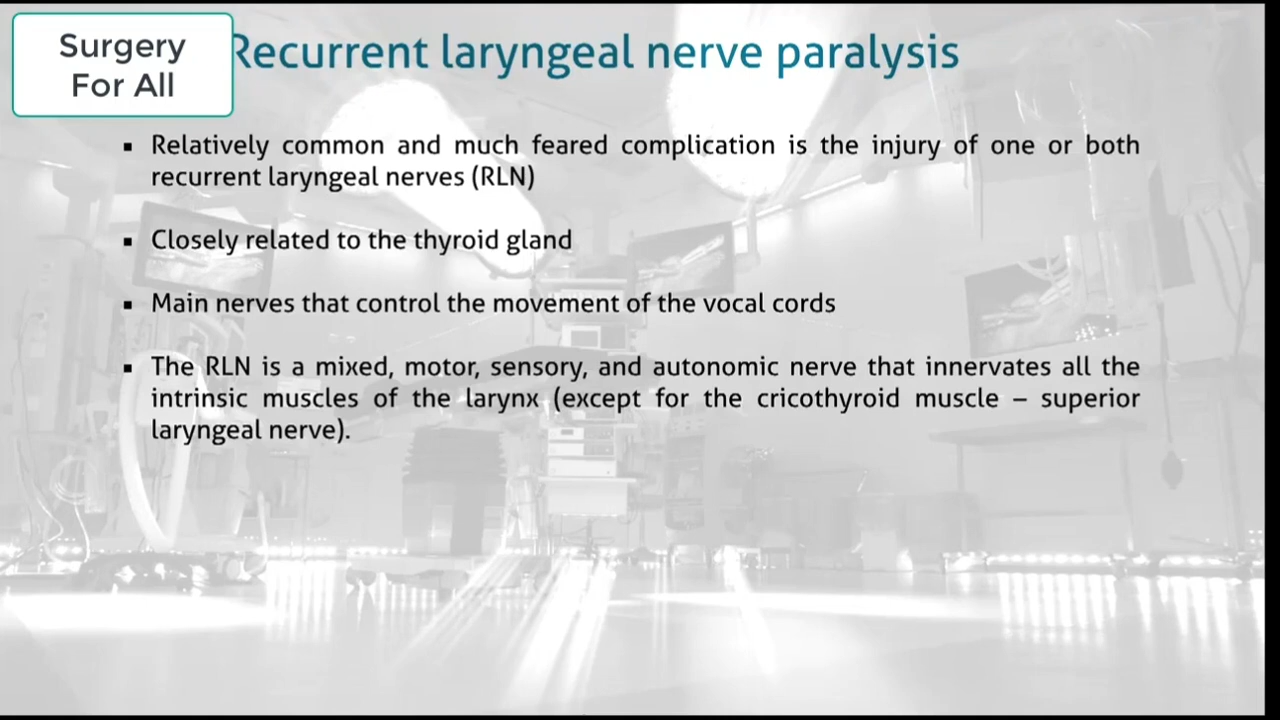 Surgery
For All
Recurrent laryngeal nerve paralysis
▪ Relatively common and much feared complication is the injury of one or both
recurrent laryngeal nerves (RLN)
▪ Closely related to the thyroid gland
▪ Main nerves that control the movement of the vocal cords
▪ The RLN is a mixed, motor, sensory, and autonomic nerve that innervates all the
intrinsic muscles of the larynx (except for the cricothyroid muscle – superior
laryngeal nerve).